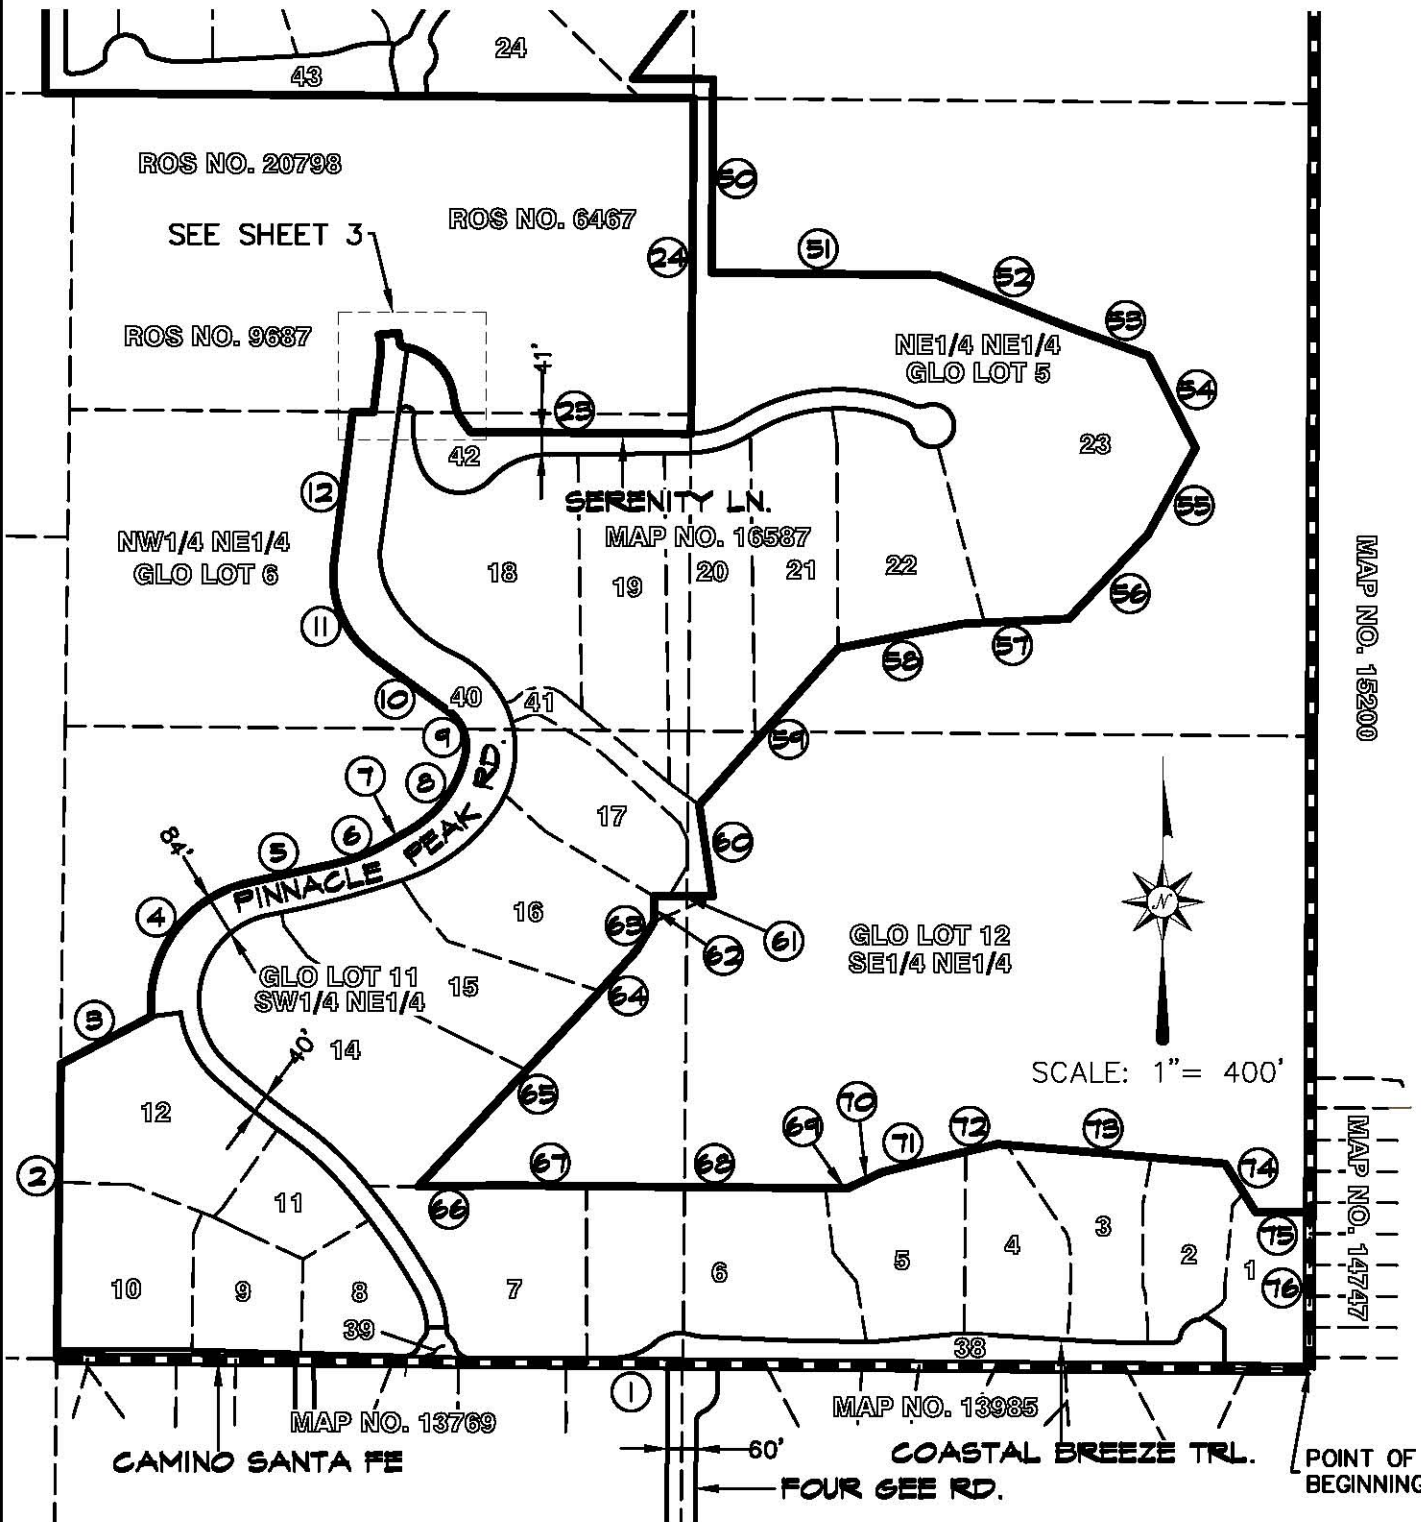 24
43
ROS NO. 20798
50
ROS NO. 6467
SEE SHEET 3
24
51
52
53
ROS NO. 9687
NE1/4 NE1/4
GLO LOT 5
41'
54
23
23
42
12
SERENITY LN.
55
MAP NO. 16587
NW1/4 NE1/4
GLO LOT 6
18
19
20
21
22
56
MAP NO. 15200
11
57
58
10
40
41
9
59
7
8
17
6
60
84'
5
PINNACLE PEAK RD.
4
16
63
61
62
GLO LOT 12
SE1/4 NE1/4
N
GLO LOT 11
SW1/4 NE1/4
15
64
3
40'
14
SCALE: 1"= 400'
65
70
12
69
71
72
73
67
68
74
2
11
66
MAP NO. 14747
75
10
9
8
7
6
5
4
3
2
1
76
39
38
1
MAP NO. 13769
MAP NO. 13985
CAMINO SANTA FE
60'
COASTAL BREEZE TRL.
FOUR GEE RD.
POINT OF
BEGINNING